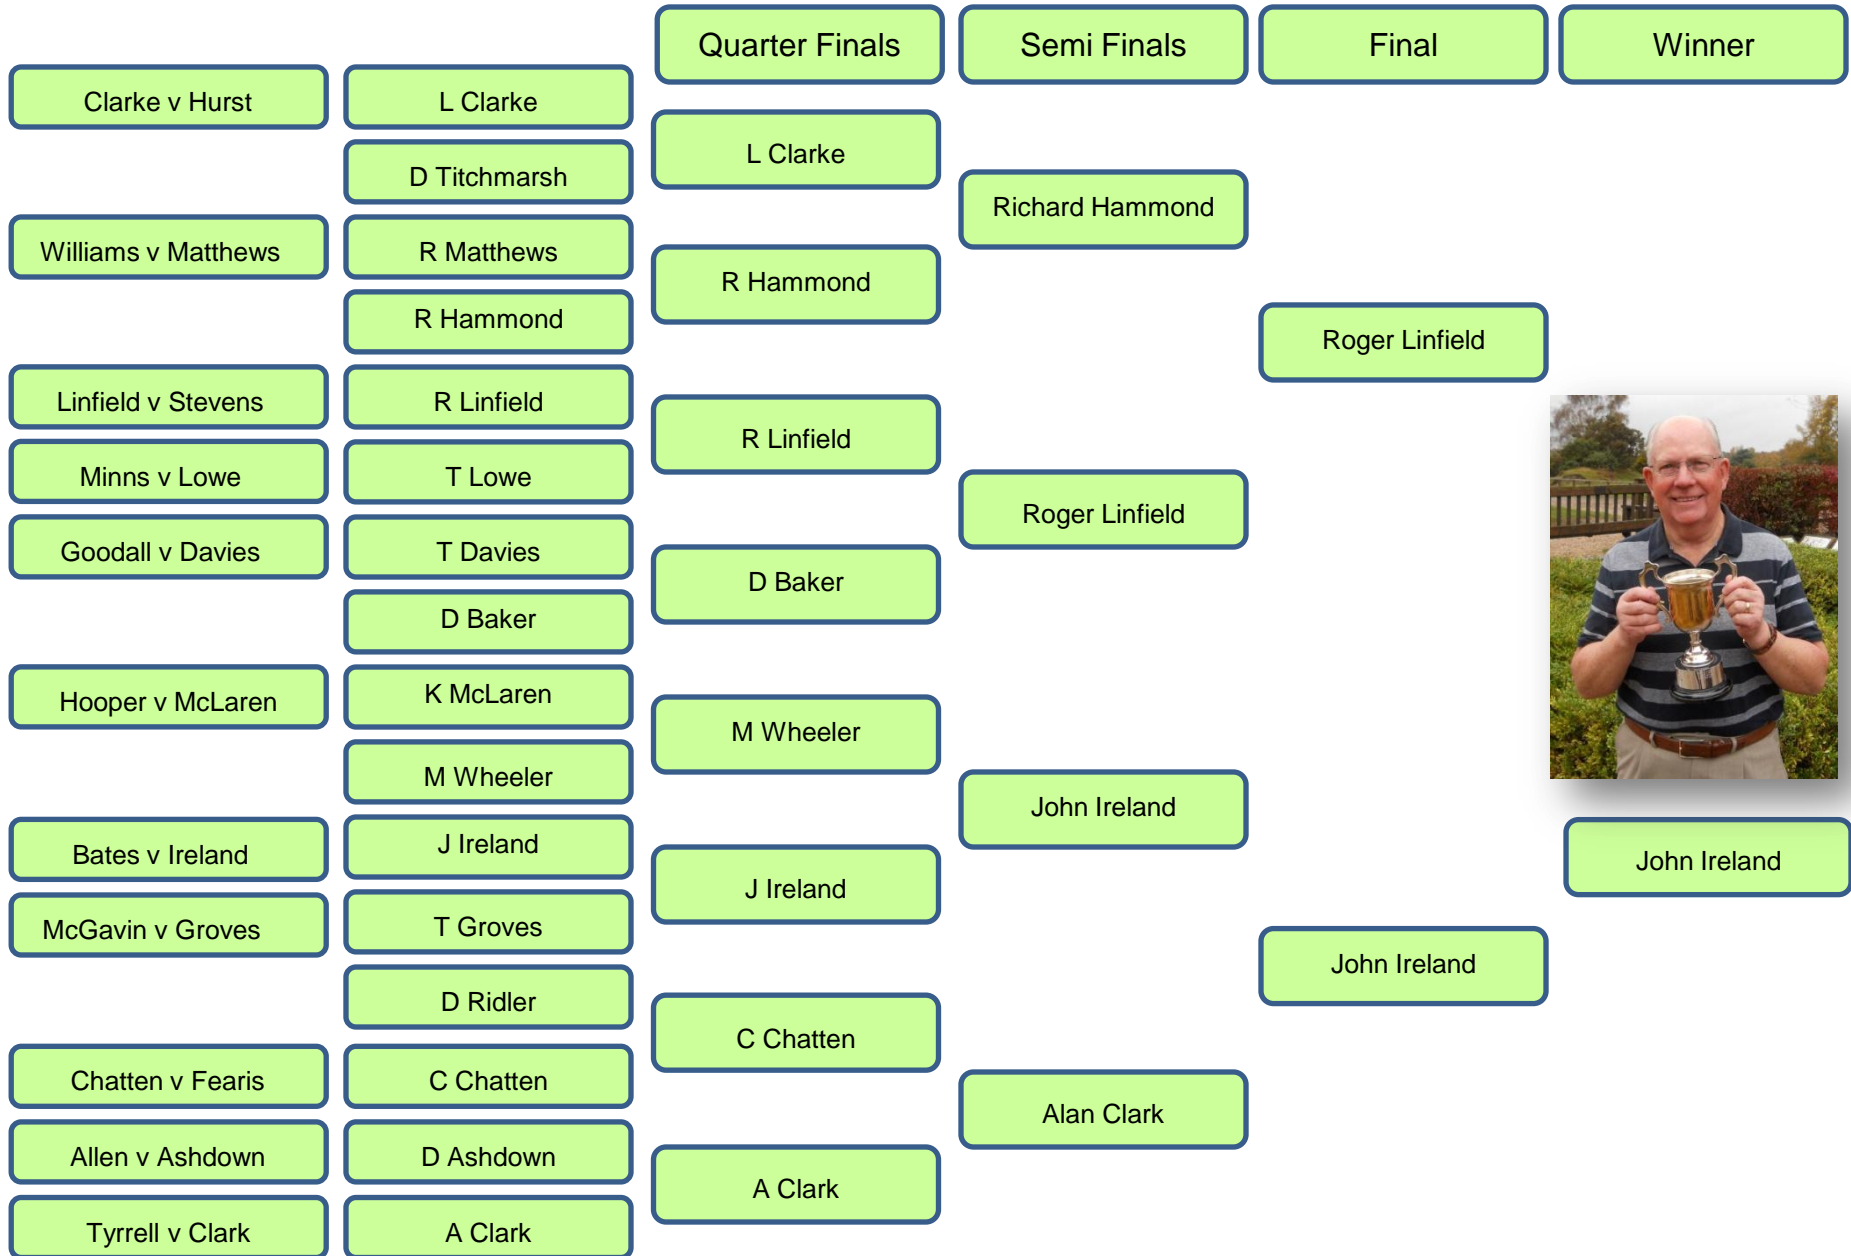 Quarter Finals
Semi Finals
Final
Winner
Clarke v Hurst
L Clarke
D Titchmarsh
Williams v Matthews
R Matthews
R Hammond
Linfield v Stevens
R Linfield
Minns v Lowe
T Lowe
Goodall v Davies
T Davies
D Baker
Hooper v McLaren
K McLaren
M Wheeler
Bates v Ireland
J Ireland
McGavin v Groves
T Groves
D Ridler
Chatten v Fearis
C Chatten
Allen v Ashdown
D Ashdown
Tyrrell v Clark
A Clark
L Clarke
R Hammond
R Linfield
D Baker
M Wheeler
J Ireland
C Chatten
A Clark
Richard Hammond
Roger Linfield
John Ireland
Alan Clark
Roger Linfield
John Ireland
John Ireland